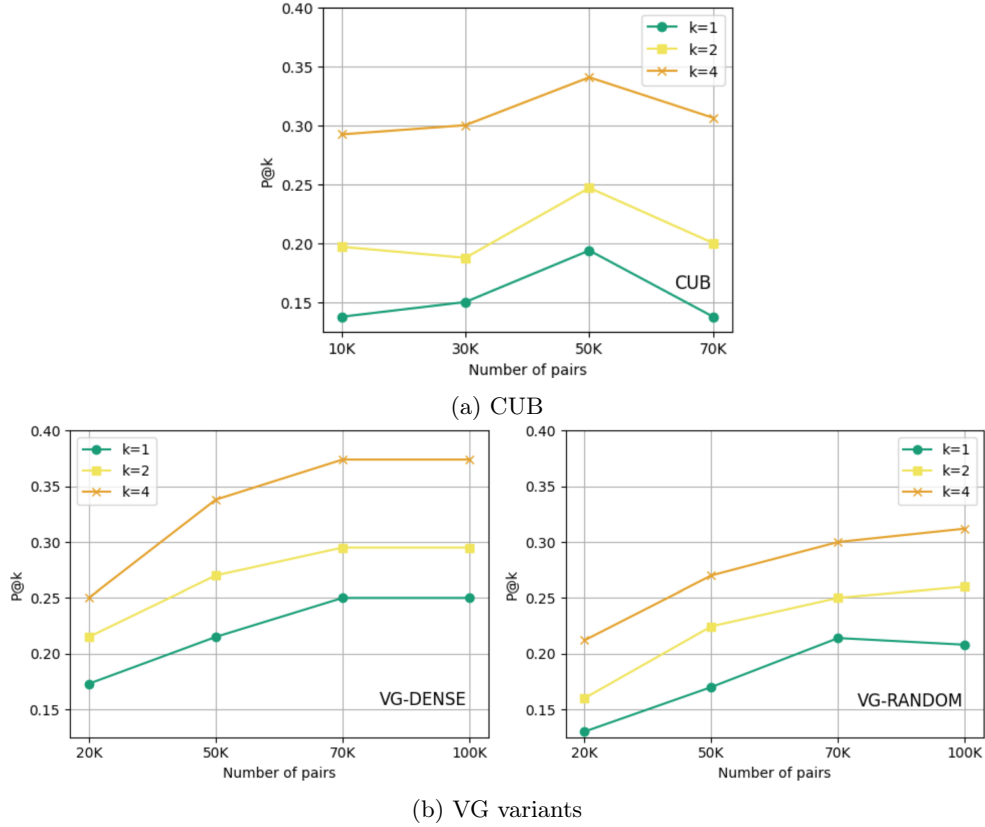 0.40
0.35
0.30
0.25
0.20
0.15
P@k
k=1
k=2
k=4
CUB
10K 30K 50K 70K
Number of pairs
(a) CUB
0.40
0.35
0.30
0.25
0.20
0.15
P@k
k=1
k=2
k=4
VG-DENSE
20K 50K 70K 100K
Number of pairs
0.40
0.35
0.30
0.25
0.20
0.15
P@k
k=1
k=2
k=4
VG-RANDOM
20K 50K 70K 100K
Number of pairs
(b) VG variants